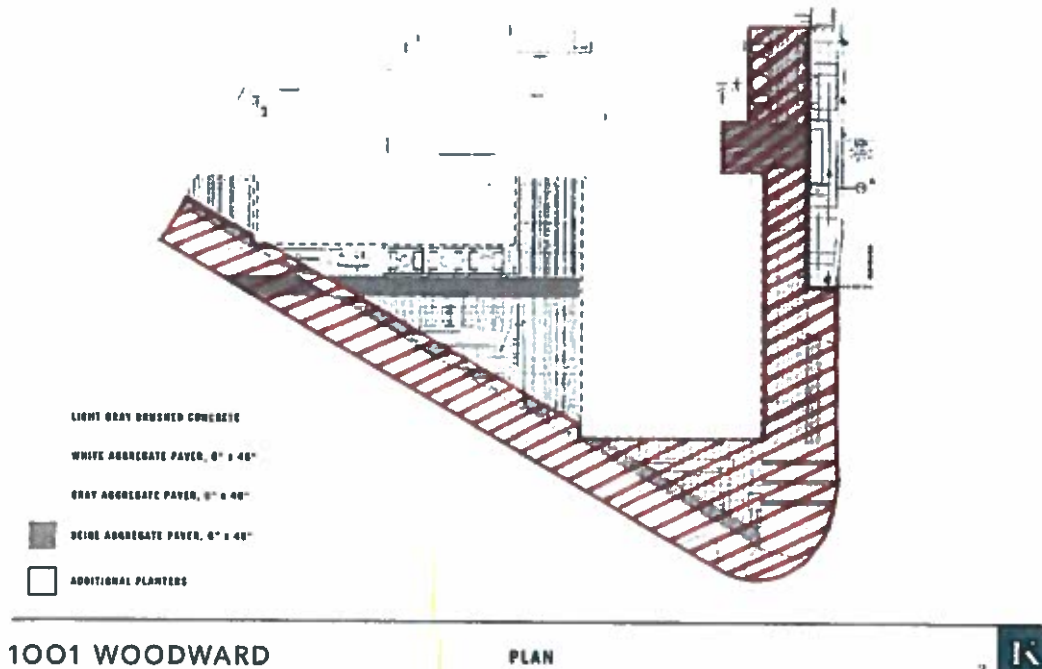 LIGHT GRAY BRUSHED CONCRETE
WHITE AGGREGATE PAVER, 6" x 48"
GRAY AGGREGATE PAVER, 6" x 48"
BEIGE AGGREGATE PAVER, 6" x 48"
ADDITIONAL PLANTERS
1001 WOODWARD
PLAN
K